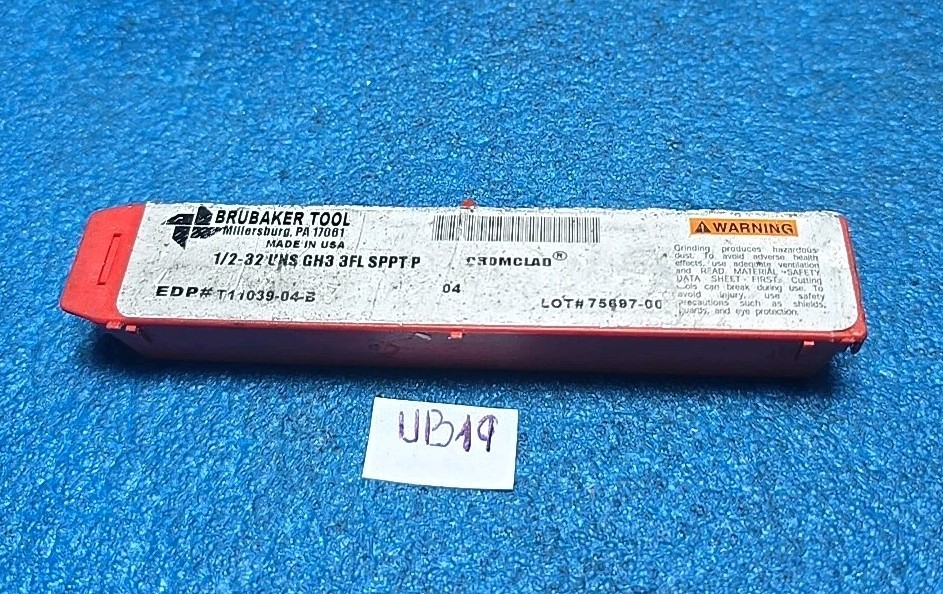 BRUBAKER TOOL
Millersburg, PA 17061
MADE IN USA
1/2-32 UNS GH3 3FL SPPT P CROMCLAD®
EDP# T11039-04-B
04
LOT# 75697-00
WARNING
Grinding produces hazardous
dust. To avoid adverse health
effects, use adequate ventilation
and READ MATERIAL SAFETY
DATA SHEET FIRST. Cutting
tools can break during use. To
avoid injury, use safety
precautions such as shields,
guards, and eye protection.
UB19